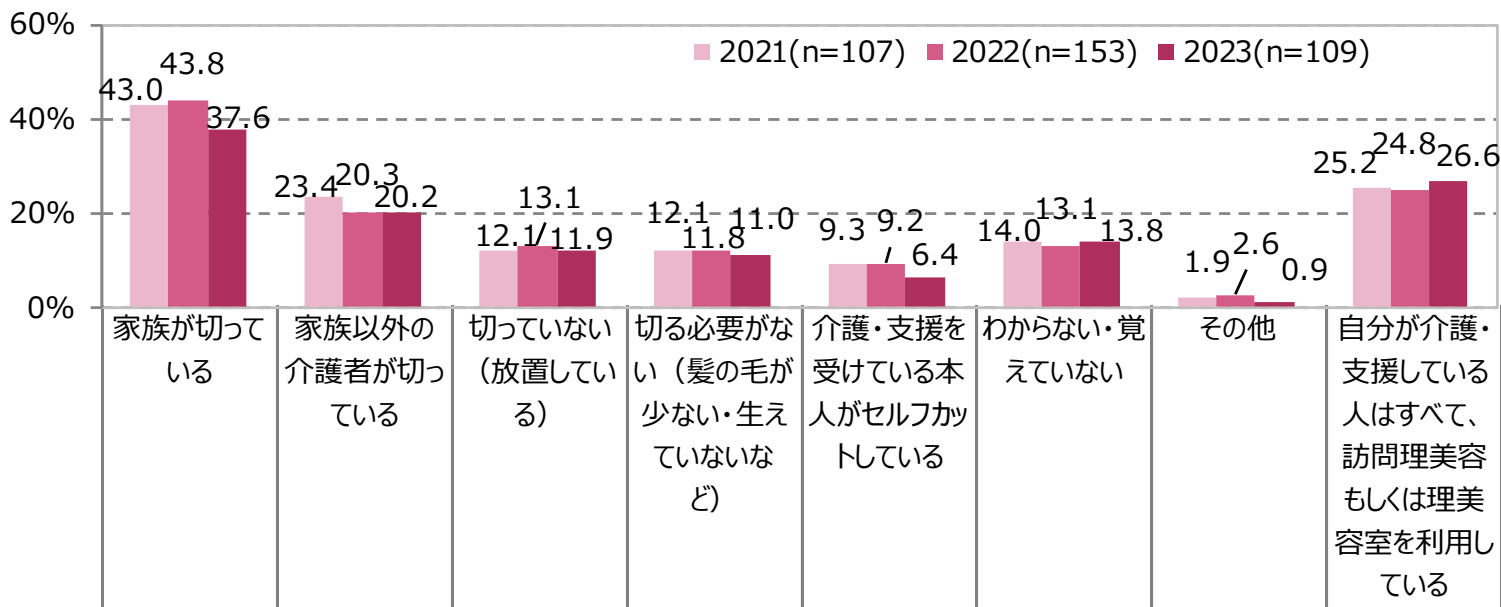 60%
40%
20%
0%
2021(n=107) 2022(n=153) 2023(n=109)
43.0 43.8 37.6
23.4 20.3 20.2
12.1 13.1 11.9
12.1 11.8 11.0
9.3 9.2 6.4
14.0 13.1 13.8
1.9 2.6 0.9
25.2 24.8 26.6
家族が切って
いる
家族以外の
介護者が切っ
ている
切っていない
（放置してい
る）
切る必要がな
い（髪の毛が
少ない・生え
ていないな
ど）
介護・支援を
受けている本
人がセルフカッ
トしている
わからない・覚
えていない
その他
自分が介護・
支援している
人はすべて、
訪問理美容
もしくは理美
容室を利用し
ている